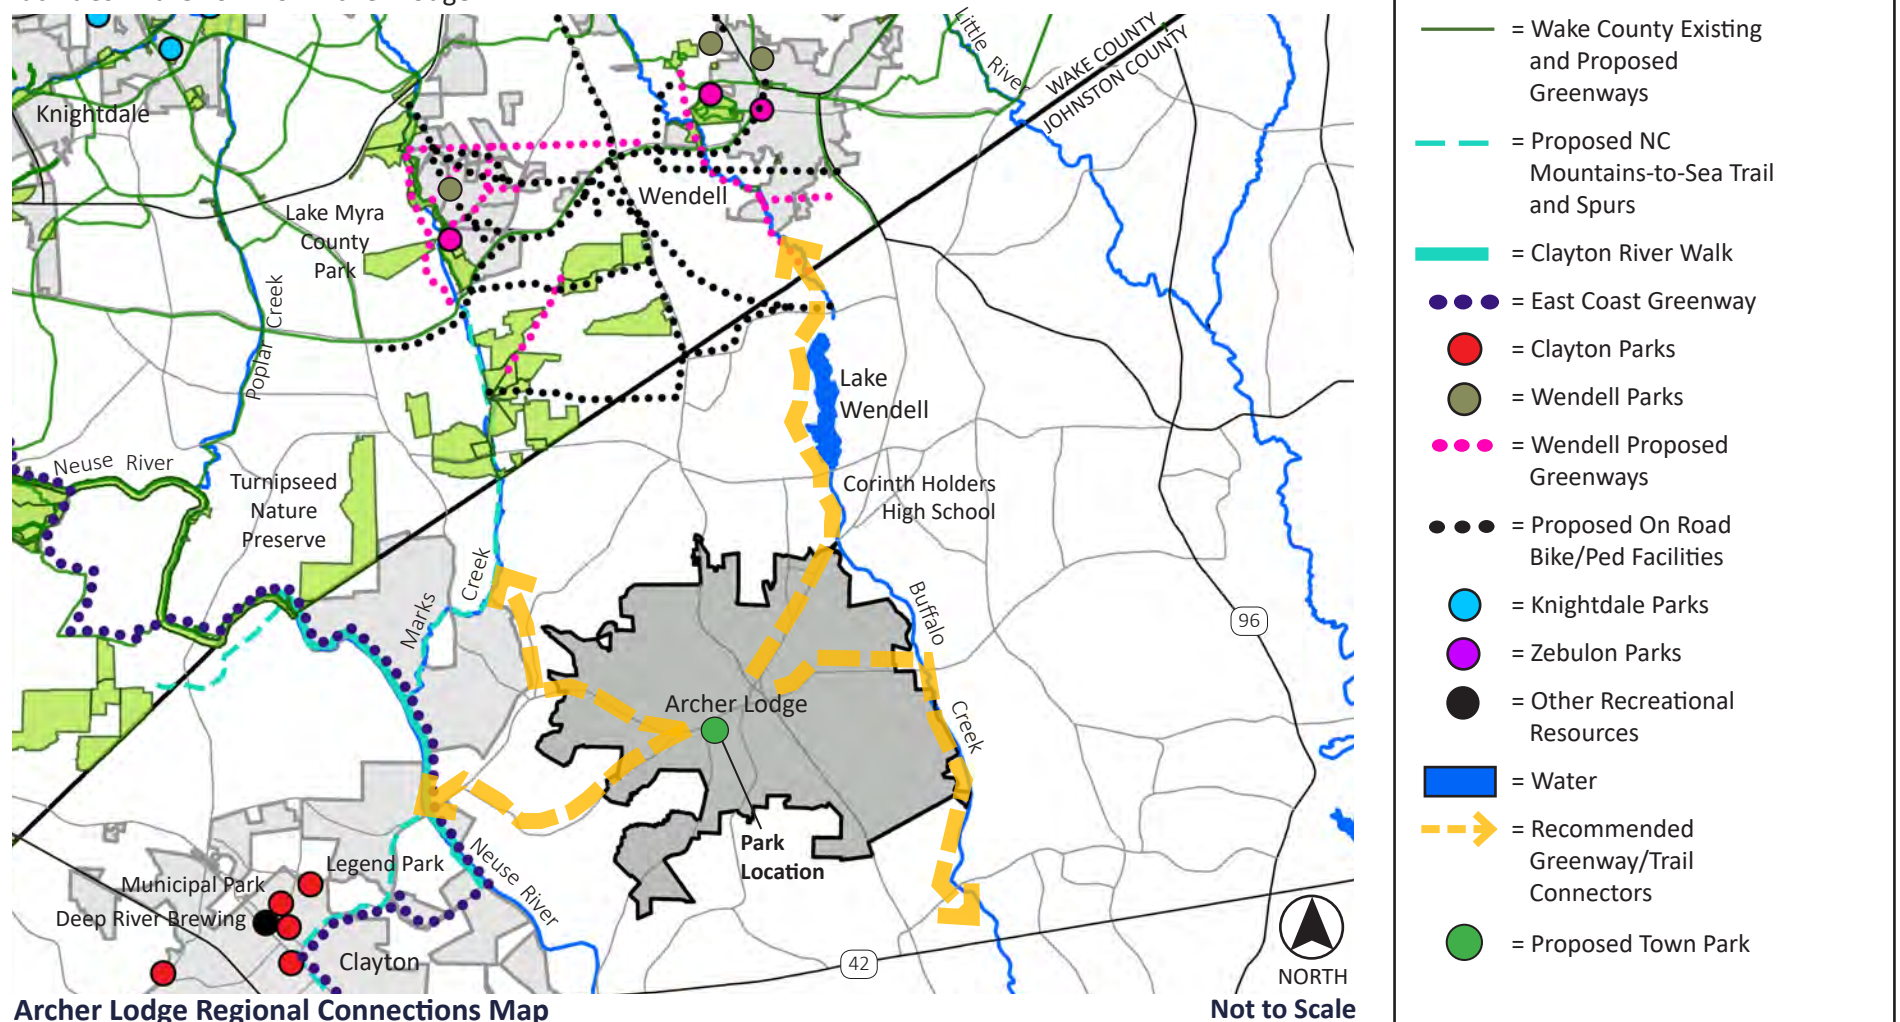 Little River
WAKE COUNTY
JOHNSTON COUNTY
Knightdale
Wendell
Lake Myra
County
Park
Poplar Creek
Lake
Wendell
Neuse River
Turnipseed
Nature
Preserve
Corinth Holders
High School
Marks Creek
Buffalo Creek
96
Archer Lodge
Park
Location
Legend Park
Municipal Park
Deep River Brewing
Neuse River
Clayton
42
NORTH
Archer Lodge Regional Connections Map
Not to Scale
= Wake County Existing
and Proposed
Greenways
= Proposed NC
Mountains-to-Sea Trail
and Spurs
= Clayton River Walk
= East Coast Greenway
= Clayton Parks
= Wendell Parks
= Wendell Proposed
Greenways
= Proposed On Road
Bike/Ped Facilities
= Knightdale Parks
= Zebulon Parks
= Other Recreational
Resources
= Water
= Recommended
Greenway/Trail
Connectors
= Proposed Town Park